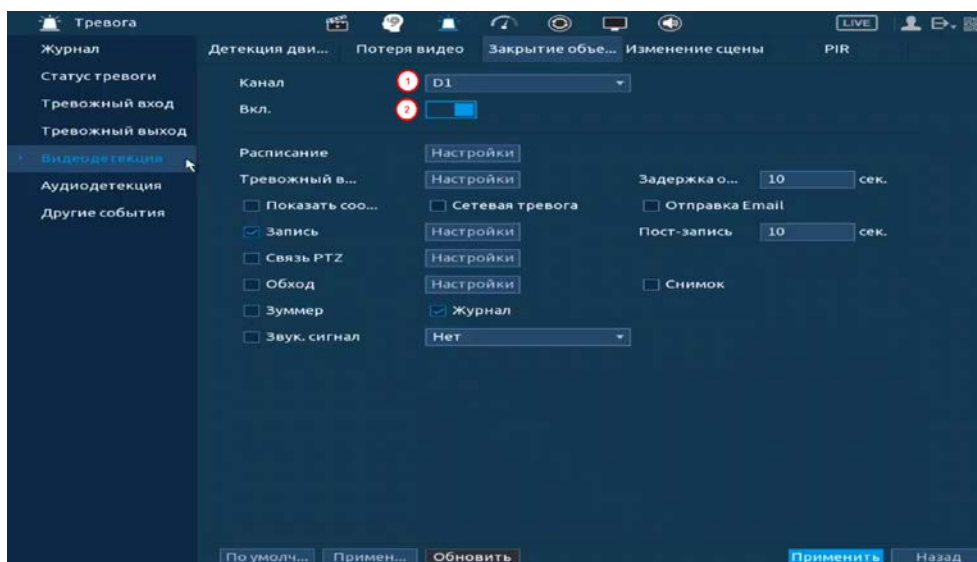 Тревога LIVE
Журнал
Статус тревоги
Тревожный вход
Тревожный выход
Видеодетекция
Аудиодетекция
Другие события
Детекция дви... Потеря видео Закрытие объе... Изменение сцены PIR
Канал 1 D1
Вкл. 2
Расписание Настройки
Тревожный в... Настройки Задержка о... 10 сек.
Показать соо... Сетевая тревога Отправка Email
Запись Настройки Пост-запись 10 сек.
Связь PTZ Настройки
Обход Настройки Снимок
Зуммер Журнал
Звук. сигнал Нет
По умолч... Примен... Обновить Применить Назад